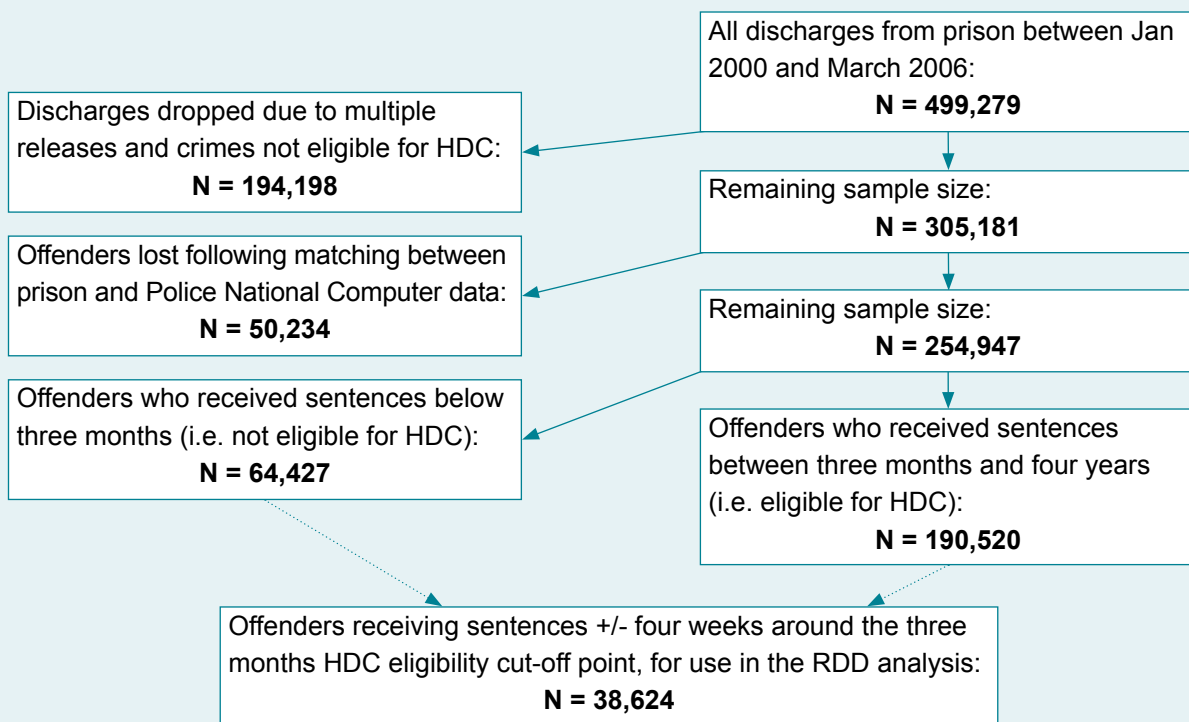 All discharges from prison between Jan
2000 and March 2006:
N = 499,279
Discharges dropped due to multiple
releases and crimes not eligible for HDC:
N = 194,198
Remaining sample size:
N = 305,181
Offenders lost following matching between
prison and Police National Computer data:
N = 50,234
Remaining sample size:
N = 254,947
Offenders who received sentences below
three months (i.e. not eligible for HDC):
N = 64,427
Offenders who received sentences
between three months and four years
(i.e. eligible for HDC):
N = 190,520
Offenders receiving sentences +/- four weeks around the three
months HDC eligibility cut-off point, for use in the RDD analysis:
N = 38,624